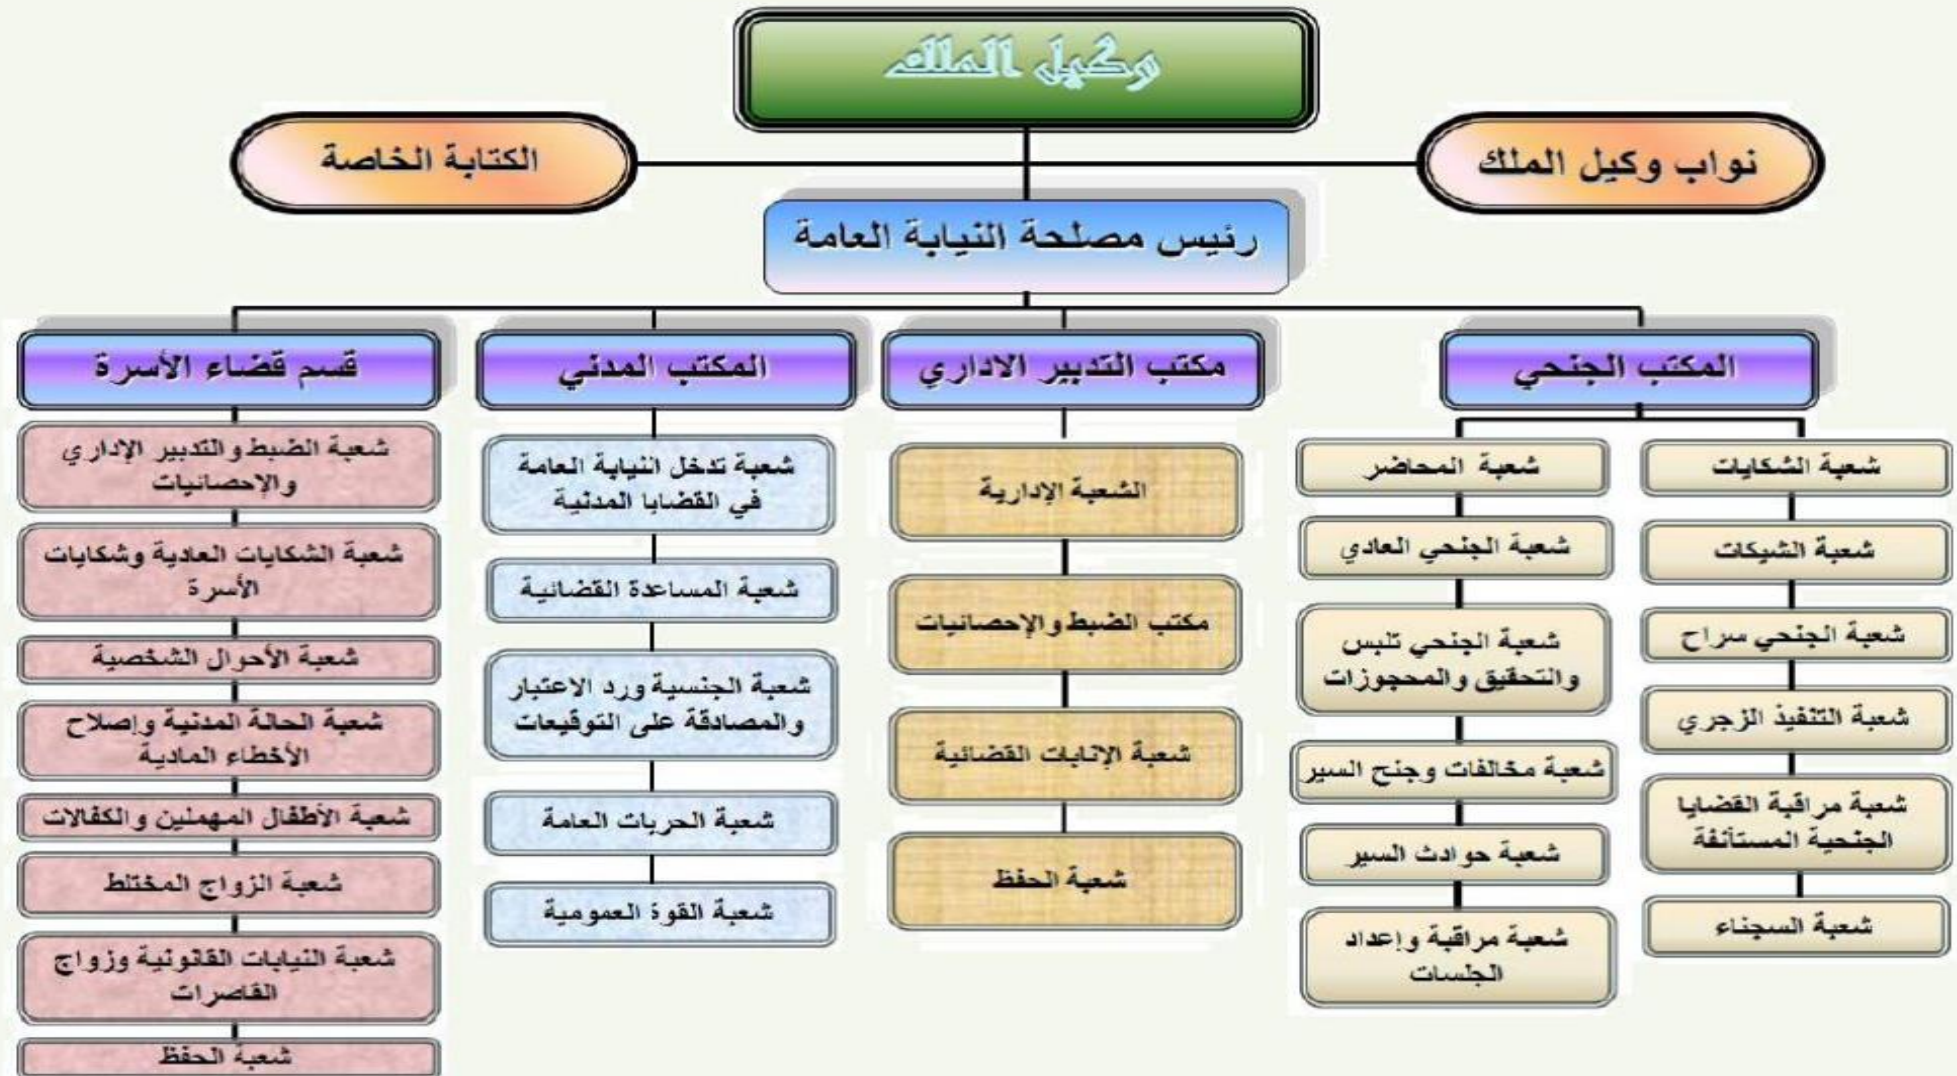 وكيل الملك
نواب وكيل الملك
الكتابة الخاصة
رئيس مصلحة النيابة العامة
المكتب الجنحي
شعبة الشكايات
شعبة الشيكات
شعبة الجنحي سراح
شعبة التنفيذ الزجري
شعبة مراقبة القضايا
الجنحية المستأنفة
شعبة السجناء
شعبة المحاضر
شعبة الجنحي العادي
شعبة الجنحي تلبس
والتحقيق والمحجوزات
شعبة مخالفات وجنح السير
شعبة حوادث السير
شعبة مراقبة وإعداد
الجلسات
مكتب التدبير الاداري
الشعبة الإدارية
مكتب الضبط والإحصائيات
شعبة الإنابات القضائية
شعبة الحفظ
المكتب المدني
شعبة تدخل النيابة العامة
في القضايا المدنية
شعبة المساعدة القضائية
شعبة الجنسية ورد الاعتبار
والمصادقة على التوقيعات
شعبة الحريات العامة
شعبة القوة العمومية
قسم قضاء الأسرة
شعبة الضبط والتدبير الإداري
والإحصائيات
شعبة الشكايات العادية وشكايات
الأسرة
شعبة الأحوال الشخصية
شعبة الحالة المدنية وإصلاح
الأخطاء المادية
شعبة الأطفال المهملين والكفالات
شعبة الزواج المختلط
شعبة النيابات القانونية وزواج
القاصرات
شعبة الحفظ